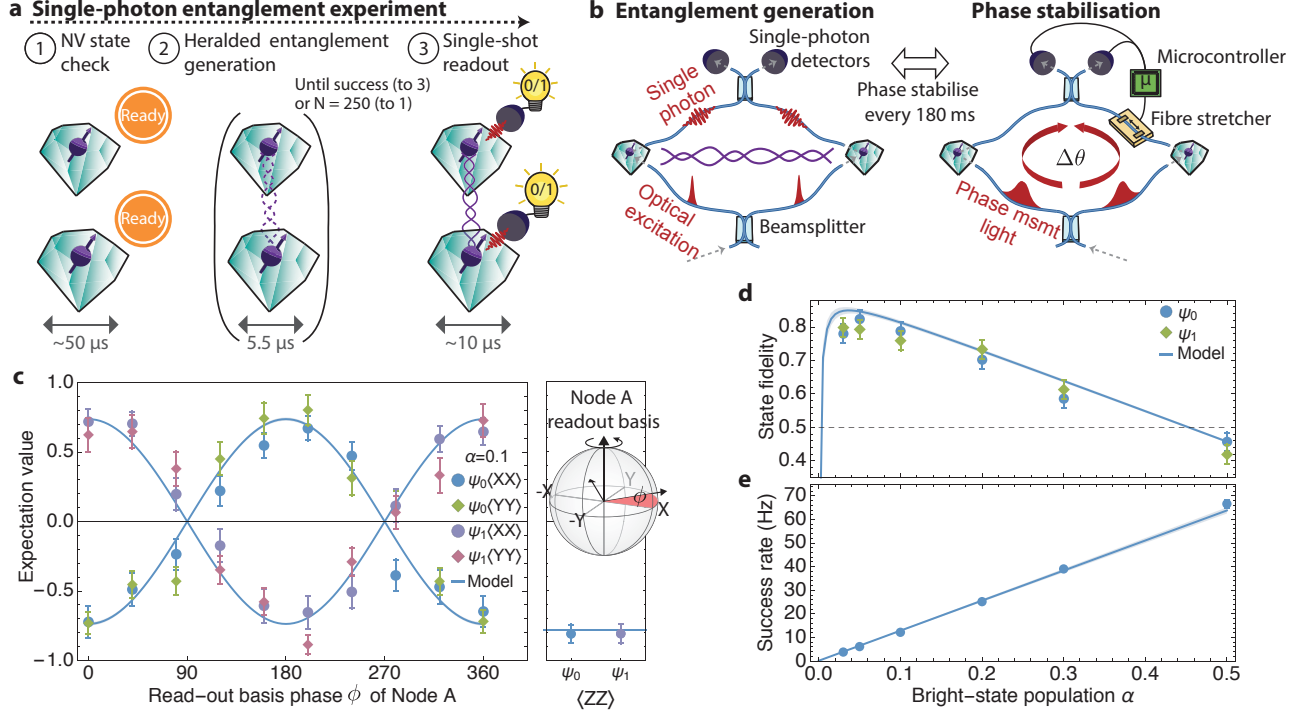 a Single-photon entanglement experiment
1 NV state check
2 Heralded entanglement generation
3 Single-shot readout
Until success (to 3)
or N = 250 (to 1)
Ready
Ready
0/1
0/1
~50 μs
5.5 μs
~10 μs
b Entanglement generation
Phase stabilisation
Single-photon
detectors
Single
photon
Phase stabilise
every 180 ms
Optical
excitation
Beamsplitter
Microcontroller
μ
Fibre stretcher
Δθ
Phase msmt
light
c
Expectation value
1.0
0.5
0.0
−0.5
−1.0
0 90 180 270 360
Read−out basis phase ϕ of Node A
α=0.1
ψ0⟨XX⟩
ψ0⟨YY⟩
ψ1⟨XX⟩
ψ1⟨YY⟩
Model
Node A
readout basis
-X
Y
ϕ
X
-Y
ψ0 ψ1
⟨ZZ⟩
d
State fidelity
0.8
0.7
0.6
0.5
0.4
ψ0
ψ1
Model
e
Success rate (Hz)
70
60
50
40
30
20
10
0
0.0 0.1 0.2 0.3 0.4 0.5
Bright−state population α